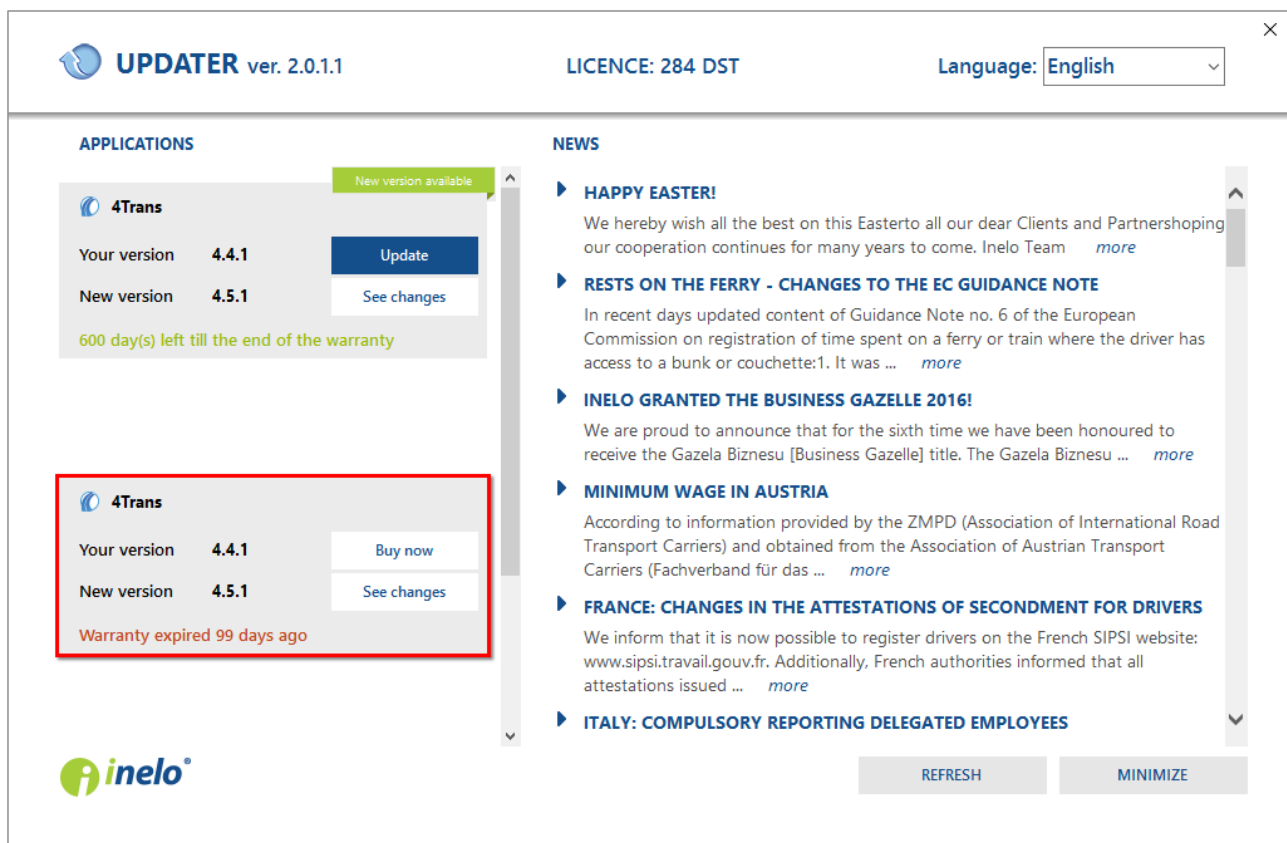 UPDATER ver. 2.0.1.1
LICENCE: 284 DST
Language: English
APPLICATIONS
New version available
4Trans
Your version 4.4.1 Update
New version 4.5.1 See changes
600 day(s) left till the end of the warranty
4Trans
Your version 4.4.1 Buy now
New version 4.5.1 See changes
Warranty expired 99 days ago
NEWS
HAPPY EASTER!
We hereby wish all the best on this Easterto all our dear Clients and Partnershoping
our cooperation continues for many years to come. Inelo Team more
RESTS ON THE FERRY - CHANGES TO THE EC GUIDANCE NOTE
In recent days updated content of Guidance Note no. 6 of the European
Commission on registration of time spent on a ferry or train where the driver has
access to a bunk or couchette:1. It was ... more
INELO GRANTED THE BUSINESS GAZELLE 2016!
We are proud to announce that for the sixth time we have been honoured to
receive the Gazela Biznesu [Business Gazelle] title. The Gazela Biznesu ... more
MINIMUM WAGE IN AUSTRIA
According to information provided by the ZMPD (Association of International Road
Transport Carriers) and obtained from the Association of Austrian Transport
Carriers (Fachverband für das ... more
FRANCE: CHANGES IN THE ATTESTATIONS OF SECONDMENT FOR DRIVERS
We inform that it is now possible to register drivers on the French SIPSI website:
www.sipsi.travail.gouv.fr. Additionally, French authorities informed that all
attestations issued ... more
ITALY: COMPULSORY REPORTING DELEGATED EMPLOYEES
inelo®
REFRESH
MINIMIZE